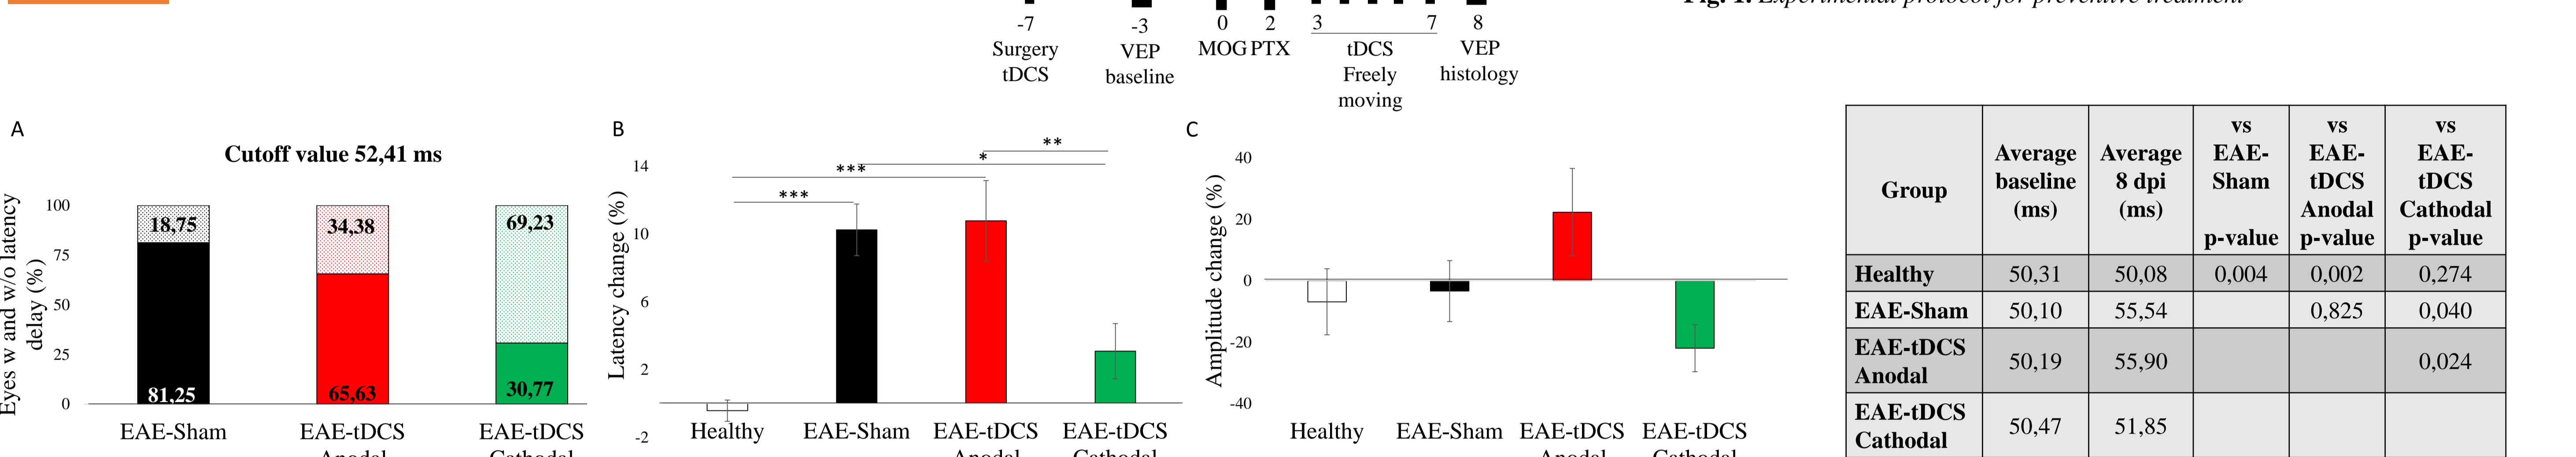 Fig. 1. Experimental protocol for preventive treatment
-7 -3 0 2 3 7 8
Surgery VEP MOG PTX tDCS VEP
tDCS baseline Freely histology
moving
A
Cutoff value 52,41 ms
Eyes w and w/o latency
delay (%)
100
75
50
25
0
18,75 34,38 69,23
81,25 65,63 30,77
EAE-Sham EAE-tDCS EAE-tDCS
Anodal Cathodal
B
Latency change (%)
14
10
6
2
-2
**
*
***
***
Healthy EAE-Sham EAE-tDCS EAE-tDCS
Anodal Cathodal
C
Amplitude change (%)
40
20
0
-20
-40
Healthy EAE-Sham EAE-tDCS EAE-tDCS
Anodal Cathodal
Group
Average
baseline
(ms)
Average
8 dpi
(ms)
vs
EAE-
Sham
p-value
vs
EAE-
tDCS
Anodal
p-value
vs
EAE-
tDCS
Cathodal
p-value
Healthy 50,31 50,08 0,004 0,002 0,274
EAE-Sham 50,10 55,54 0,825 0,040
EAE-tDCS
Anodal 50,19 55,90 0,024
EAE-tDCS
Cathodal 50,47 51,85